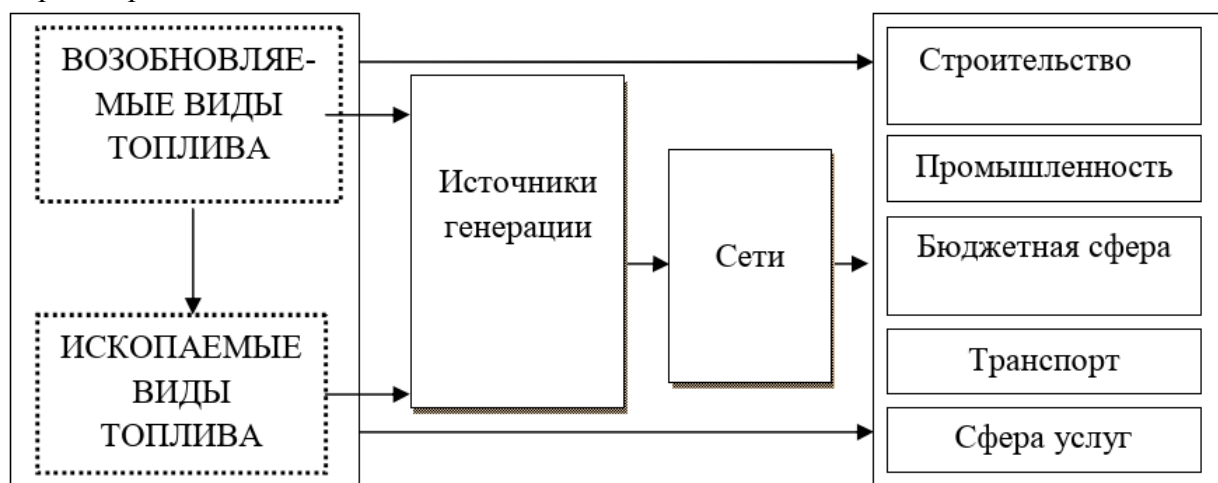 ВОЗОБНОВЛЯЕ-
МЫЕ ВИДЫ
ТОПЛИВА
ИСКОПАЕМЫЕ
ВИДЫ
ТОПЛИВА
Источники
генерации
Сети
Строительство
Промышленность
Бюджетная сфера
Транспорт
Сфера услуг